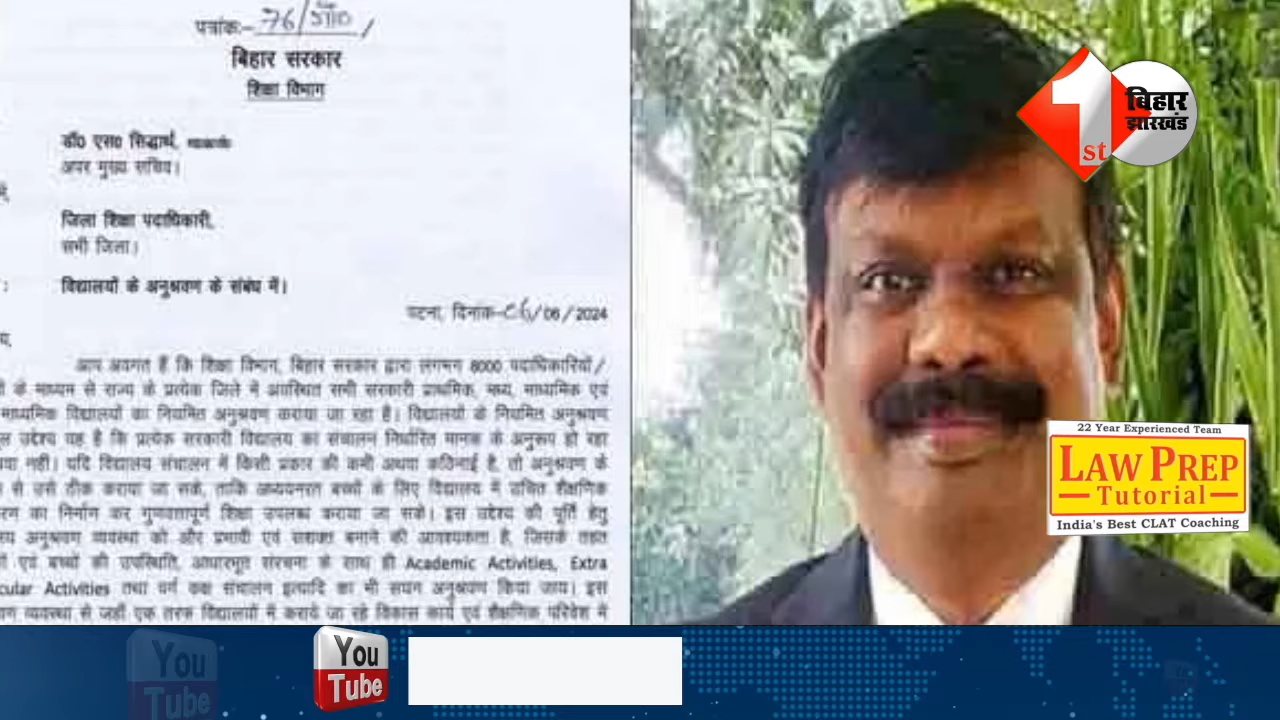 पत्रांक:- 76/आ0 /
बिहार सरकार
शिक्षा विभाग
डॉ0 एस0 सिद्धार्थ,
अपर मुख्य सचिव।
जिला शिक्षा पदाधिकारी,
सभी जिला।
:
विद्यालयों के अनुश्रवण के संबंध में।
पटना, दिनांक-06/06/2024
आप अवगत हैं कि शिक्षा विभाग, बिहार सरकार द्वारा लगभग 8000 पदाधिकारियों/
के माध्यम से राज्य के प्रत्येक जिले में अवस्थित सभी सरकारी प्राथमिक, मध्य, माध्यमिक एवं
माध्यमिक विद्यालयों का नियमित अनुश्रवण कराया जा रहा है। विद्यालयों के नियमित अनुश्रवण
उद्देश्य यह है कि प्रत्येक सरकारी विद्यालय का संचालन निर्धारित मानक के अनुरूप हो रहा
नहीं। यदि विद्यालय संचालन में किसी प्रकार की कमी अथवा कठिनाई है, तो अनुश्रवण के
से उसे ठीक कराया जा सके, ताकि अध्ययनरत बच्चों के लिए विद्यालय में उचित शैक्षणिक
का निर्माण कर गुणवत्तापूर्ण शिक्षा उपलब्ध कराया जा सके। इस उद्देश्य की पूर्ति हेतु
अनुश्रवण व्यवस्था को और प्रभावी एवं सशक्त बनाने की आवश्यकता है, जिसके तहत
एवं बच्चों की उपस्थिति, आधारभूत संरचना के साथ ही Academic Activities, Extra
cular Activities तथा वर्ग कक्ष संचालन इत्यादि का भी सघन अनुश्रवण किया जाय। इस
व्यवस्था से जहाँ एक तरफ विद्यालयों में कराये जा रहे विकास कार्य एवं शैक्षणिक परिवेश में
1st
बिहार
झारखंड
22 Year Experienced Team
LAW PREP
Tutorial
India's Best CLAT Coaching
You
Tube
You
Tube